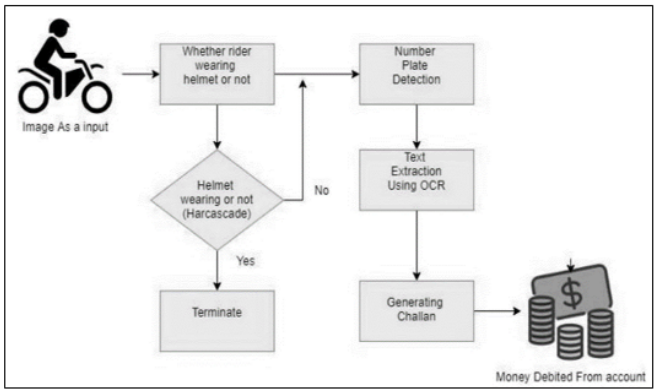 Whether rider
wearing
helmet or not
Number
Plate
Detection
Image As a input
Helmet
wearing or not
(Harcascade)
No
Text
Extraction
Using OCR
Yes
Terminate
Generating
Challan
$
Money Debited From account